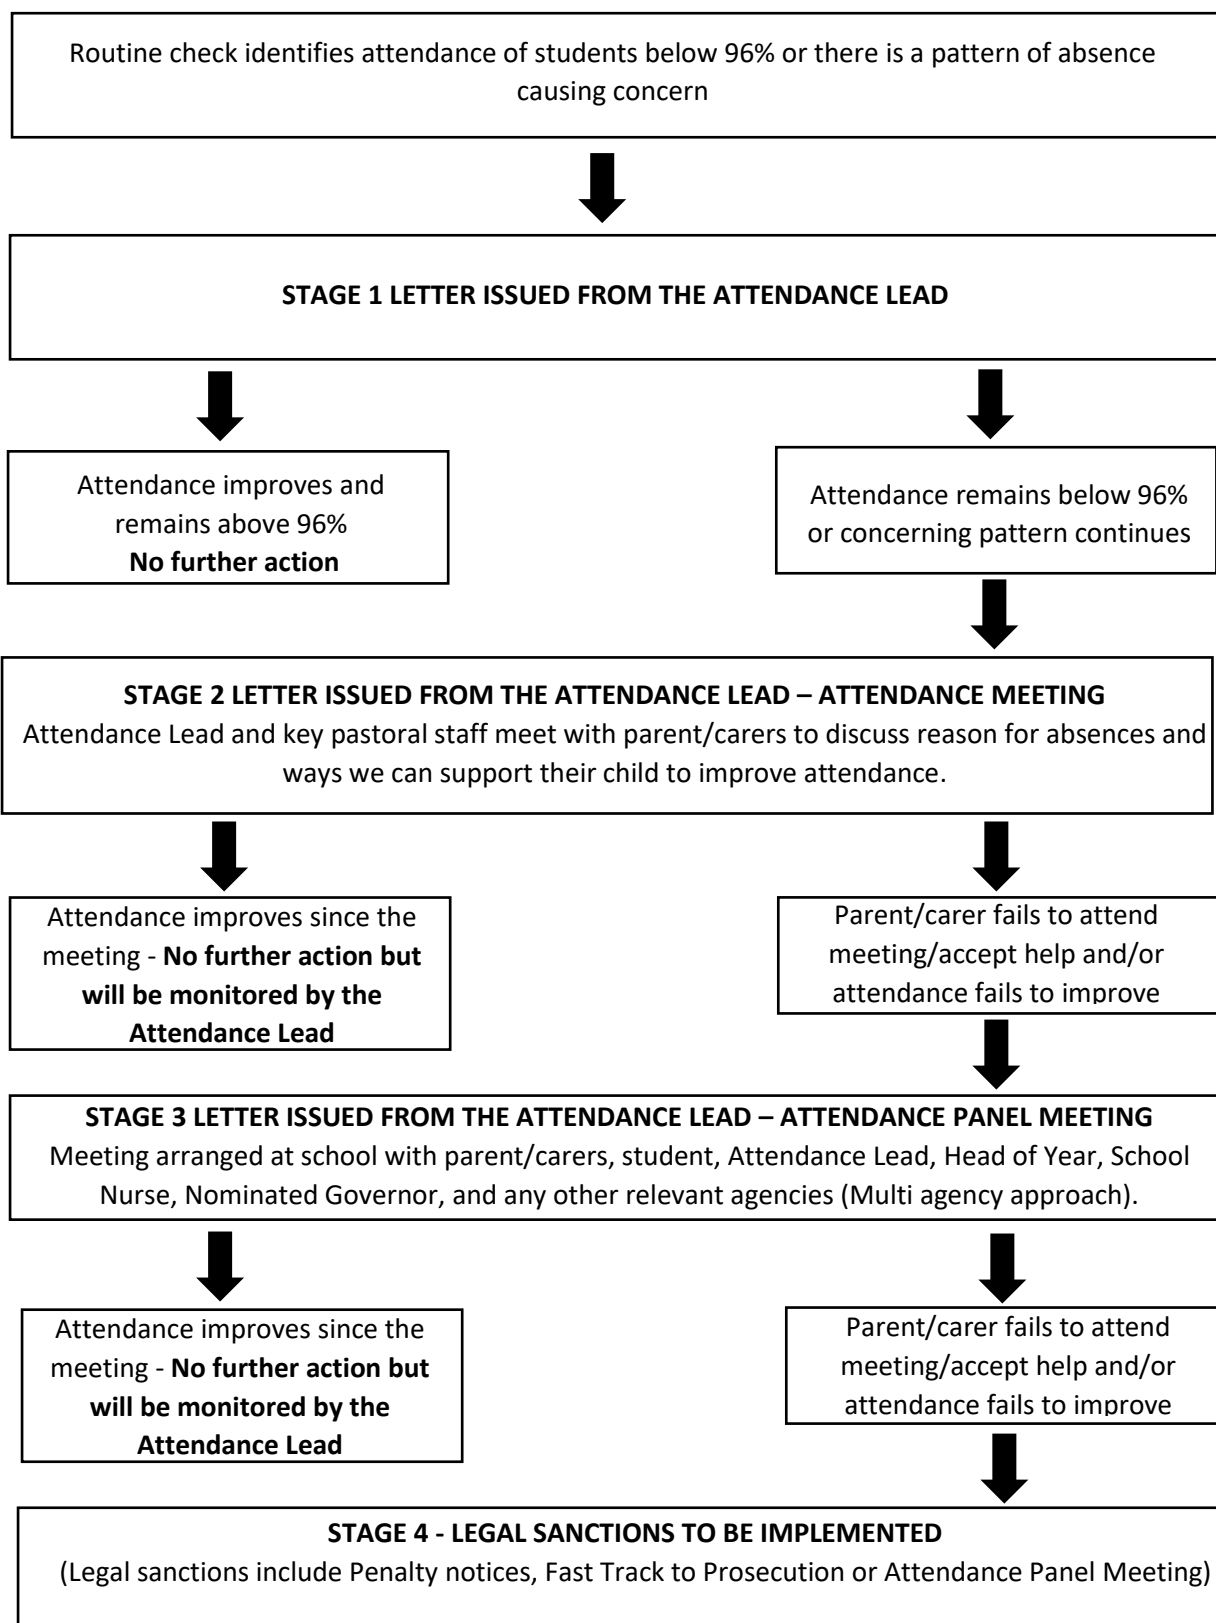 Routine check identifies attendance of students below 96% or there is a pattern of absence
causing concern
STAGE 1 LETTER ISSUED FROM THE ATTENDANCE LEAD
Attendance improves and
remains above 96%
No further action
Attendance remains below 96%
or concerning pattern continues
STAGE 2 LETTER ISSUED FROM THE ATTENDANCE LEAD – ATTENDANCE MEETING
Attendance Lead and key pastoral staff meet with parent/carers to discuss reason for absences and
ways we can support their child to improve attendance.
Attendance improves since the
meeting - No further action but
will be monitored by the
Attendance Lead
Parent/carer fails to attend
meeting/accept help and/or
attendance fails to improve
STAGE 3 LETTER ISSUED FROM THE ATTENDANCE LEAD – ATTENDANCE PANEL MEETING
Meeting arranged at school with parent/carers, student, Attendance Lead, Head of Year, School
Nurse, Nominated Governor, and any other relevant agencies (Multi agency approach).
Attendance improves since the
meeting - No further action but
will be monitored by the
Attendance Lead
Parent/carer fails to attend
meeting/accept help and/or
attendance fails to improve
STAGE 4 - LEGAL SANCTIONS TO BE IMPLEMENTED
(Legal sanctions include Penalty notices, Fast Track to Prosecution or Attendance Panel Meeting)